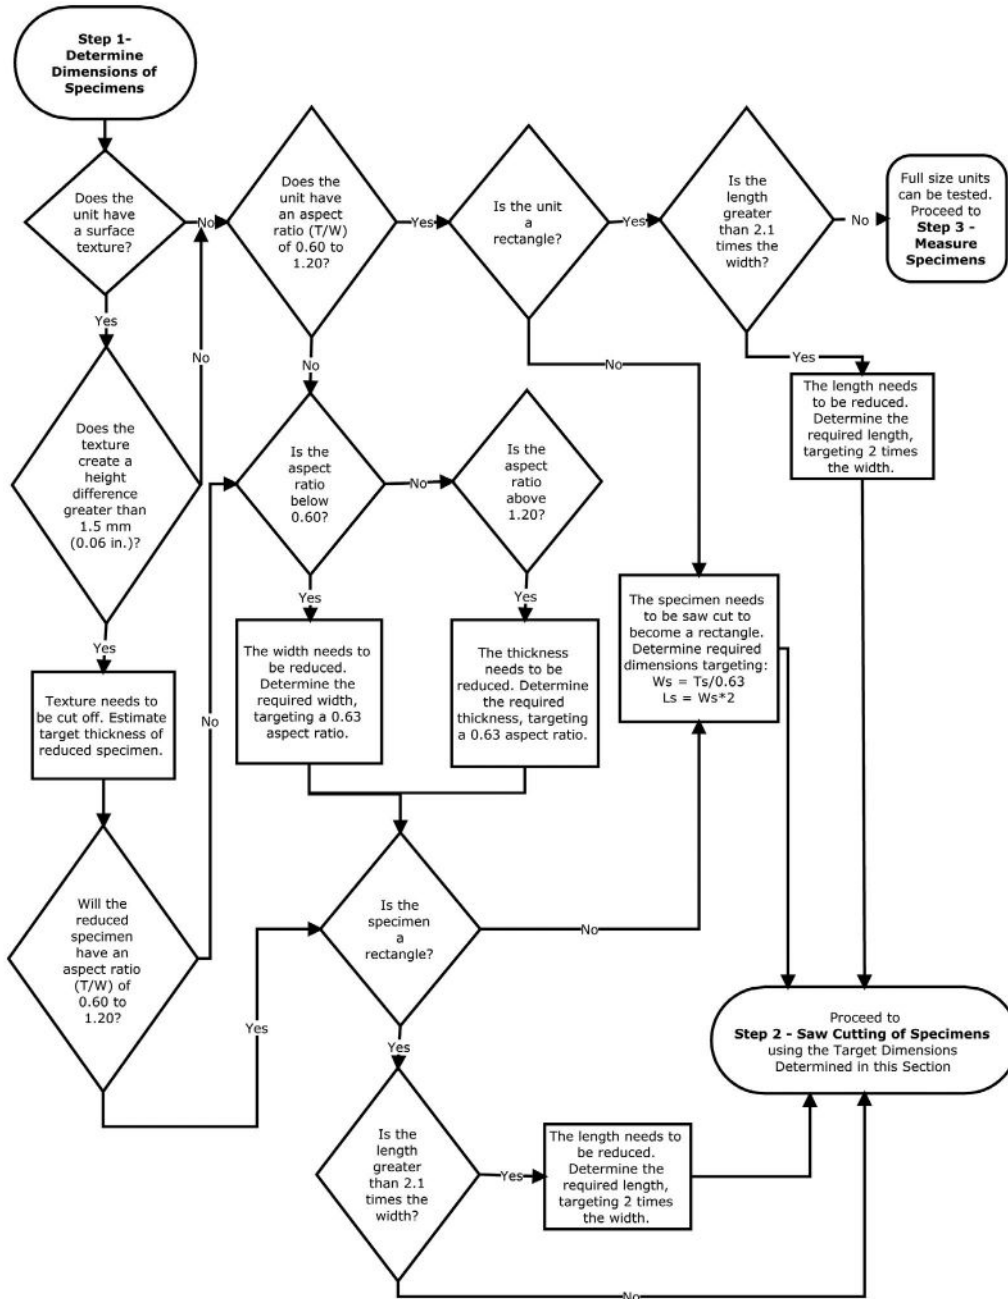 Step 1-
Determine
Dimensions of
Specimens
Does the
unit have
a surface
texture?
No
Does the
unit have
an aspect
ratio (T/W)
of 0.60 to
1.20?
Yes
Is the unit
a
rectangle?
Yes
Is the
length
greater
than 2.1
times the
width?
No
Full size units
can be tested.
Proceed to
Step 3 -
Measure
Specimens
Yes
No
No
No
Yes
The length needs
to be reduced.
Determine the
required length,
targeting 2 times
the width.
Does the
texture
create a
height
difference
greater than
1.5 mm
(0.06 in.)?
Is the
aspect
ratio
below
0.60?
No
Is the
aspect
ratio
above
1.20?
Yes
Yes
Yes
Texture needs to
be cut off. Estimate
target thickness of
reduced specimen.
No
The width needs to
be reduced.
Determine the
required width,
targeting a 0.63
aspect ratio.
The thickness
needs to be
reduced. Determine
the required
thickness, targeting
a 0.63 aspect ratio.
The specimen needs
to be saw cut to
become a rectangle.
Determine required
dimensions targeting:
Ws = Ts/0.63
Ls = Ws*2
Will the
reduced
specimen
have an
aspect ratio
(T/W) of
0.60 to
1.20?
Yes
Is the
specimen
a
rectangle?
No
Yes
Proceed to
Step 2 - Saw Cutting of Specimens
using the Target Dimensions
Determined in this Section
Is the
length
greater
than 2.1
times the
width?
Yes
The length needs to
be reduced.
Determine the
required length,
targeting 2 times
the width.
No